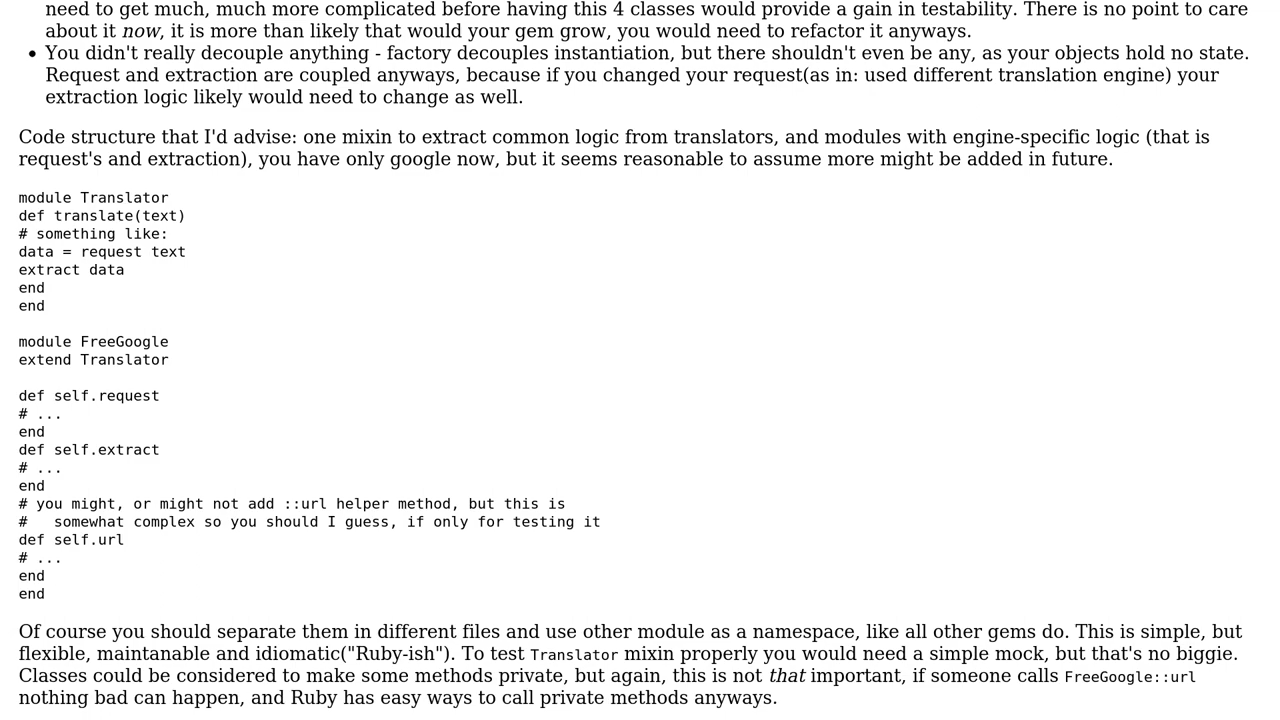 need to get much, much more complicated before having this 4 classes would provide a gain in testability. There is no point to care
about it now, it is more than likely that would your gem grow, you would need to refactor it anyways.
• You didn't really decouple anything - factory decouples instantiation, but there shouldn't even be any, as your objects hold no state.
Request and extraction are coupled anyways, because if you changed your request(as in: used different translation engine) your
extraction logic likely would need to change as well.
Code structure that I'd advise: one mixin to extract common logic from translators, and modules with engine-specific logic (that is
request's and extraction), you have only google now, but it seems reasonable to assume more might be added in future.
module Translator
def translate(text)
# something like:
data = request text
extract data
end
end
module FreeGoogle
extend Translator
def self.request
# ...
end
def self.extract
# ...
end
# you might, or might not add ::url helper method, but this is
#   somewhat complex so you should I guess, if only for testing it
def self.url
# ...
end
end
Of course you should separate them in different files and use other module as a namespace, like all other gems do. This is simple, but
flexible, maintanable and idiomatic("Ruby-ish"). To test Translator mixin properly you would need a simple mock, but that's no biggie.
Classes could be considered to make some methods private, but again, this is not that important, if someone calls FreeGoogle::url
nothing bad can happen, and Ruby has easy ways to call private methods anyways.